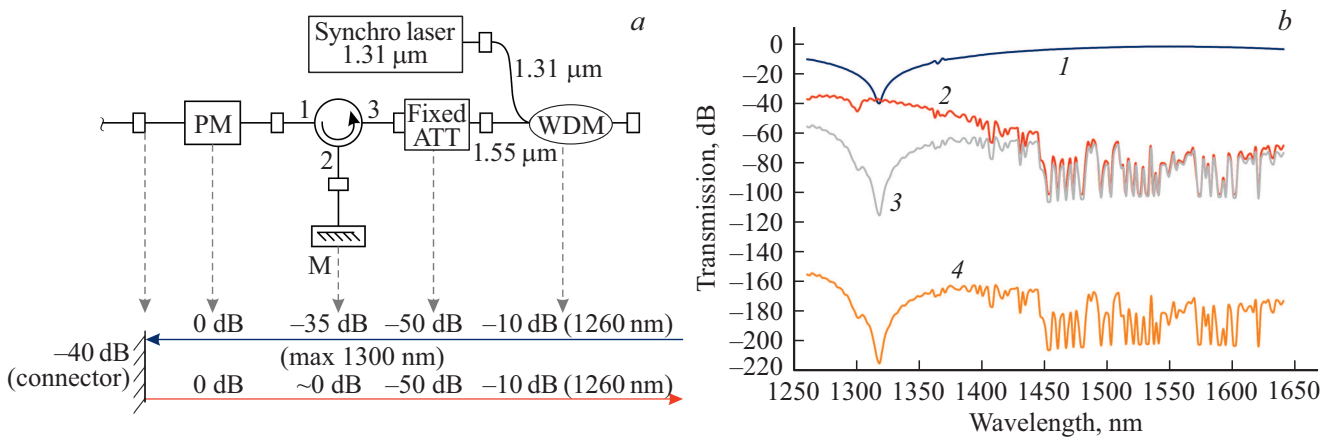 a
Synchro laser
1.31 μm
1.31 μm
PM
1
3
2
Fixed
ATT
WDM
1.55 μm
M
0 dB
–35 dB
–50 dB
–10 dB (1260 nm)
–40 dB
(connector)
(max 1300 nm)
0 dB
~0 dB
–50 dB
–10 dB (1260 nm)
b
Transmission, dB
0
–20
–40
–60
–80
–100
–120
–140
–160
–180
–200
–220
1
2
3
4
1250
1300
1350
1400
1450
1500
1550
1600
1650
Wavelength, nm